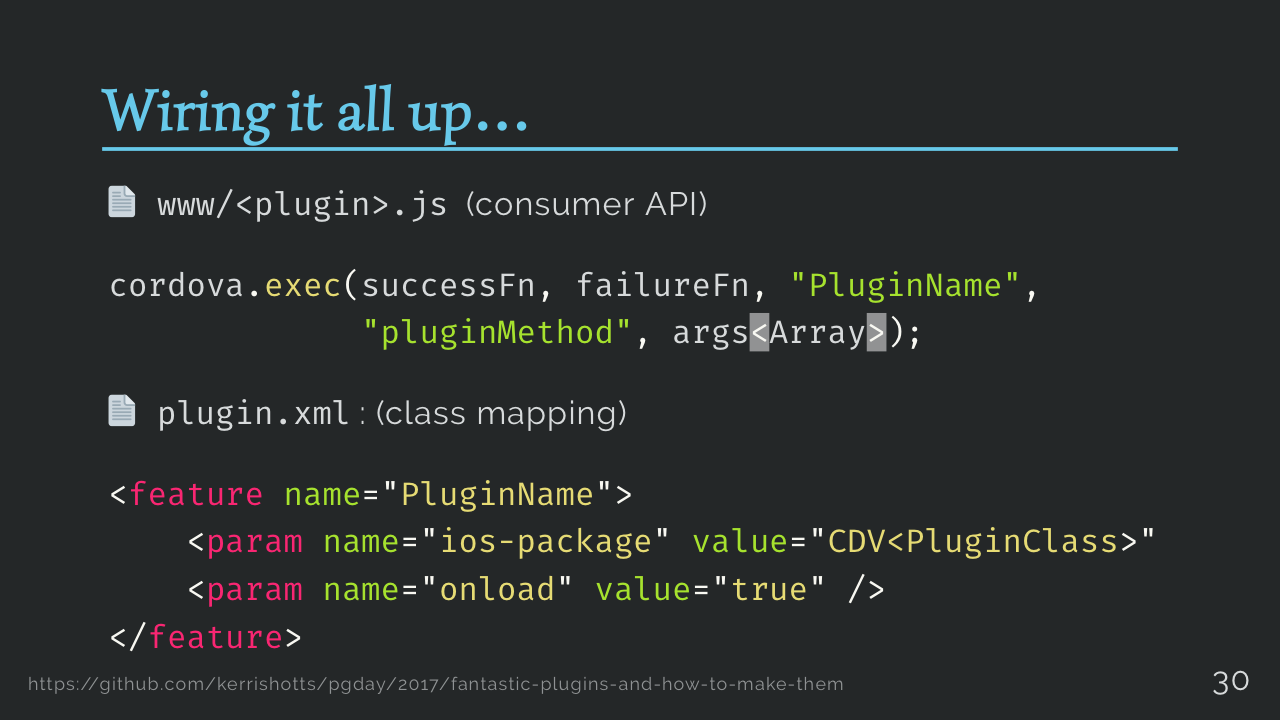 Wiring it all up...
www/<plugin>.js (consumer API)
cordova.exec(successFn, failureFn, "PluginName",
"pluginMethod", args<Array>);
plugin.xml : (class mapping)
<feature name="PluginName">
<param name="ios-package" value="CDV<PluginClass>"
<param name="onload" value="true" />
</feature>
https://github.com/kerrishotts/pgday/2017/fantastic-plugins-and-how-to-make-them
30